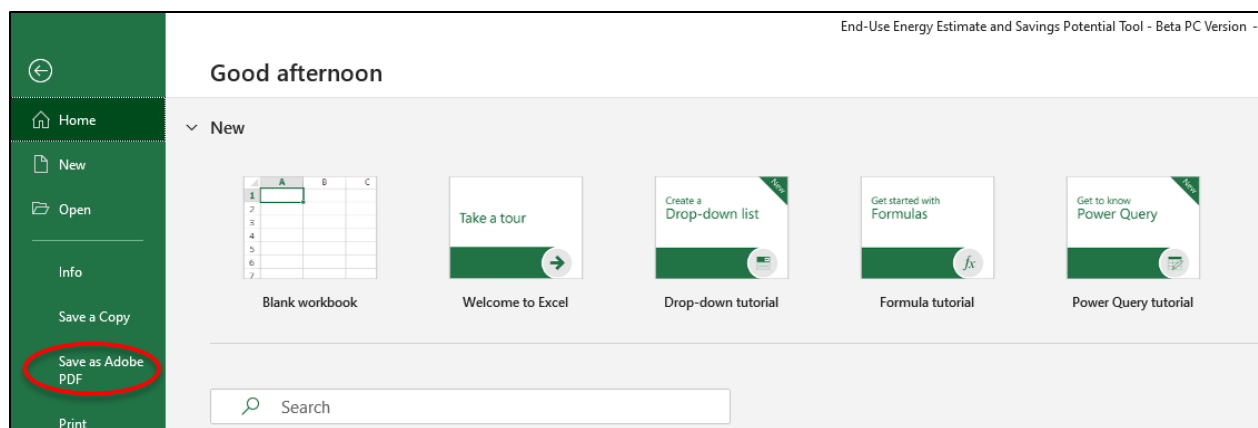 End-Use Energy Estimate and Savings Potential Tool - Beta PC Version -
Good afternoon
Home
New
New
Open
Info
Save a Copy
Save as Adobe
PDF
Print
A B C
1
2
3
4
5
6
7
Blank workbook
Take a tour
Welcome to Excel
New
Create a
Drop-down list
Drop-down tutorial
Get started with
Formulas
fx
Formula tutorial
New
Get to know
Power Query
Power Query tutorial
Search